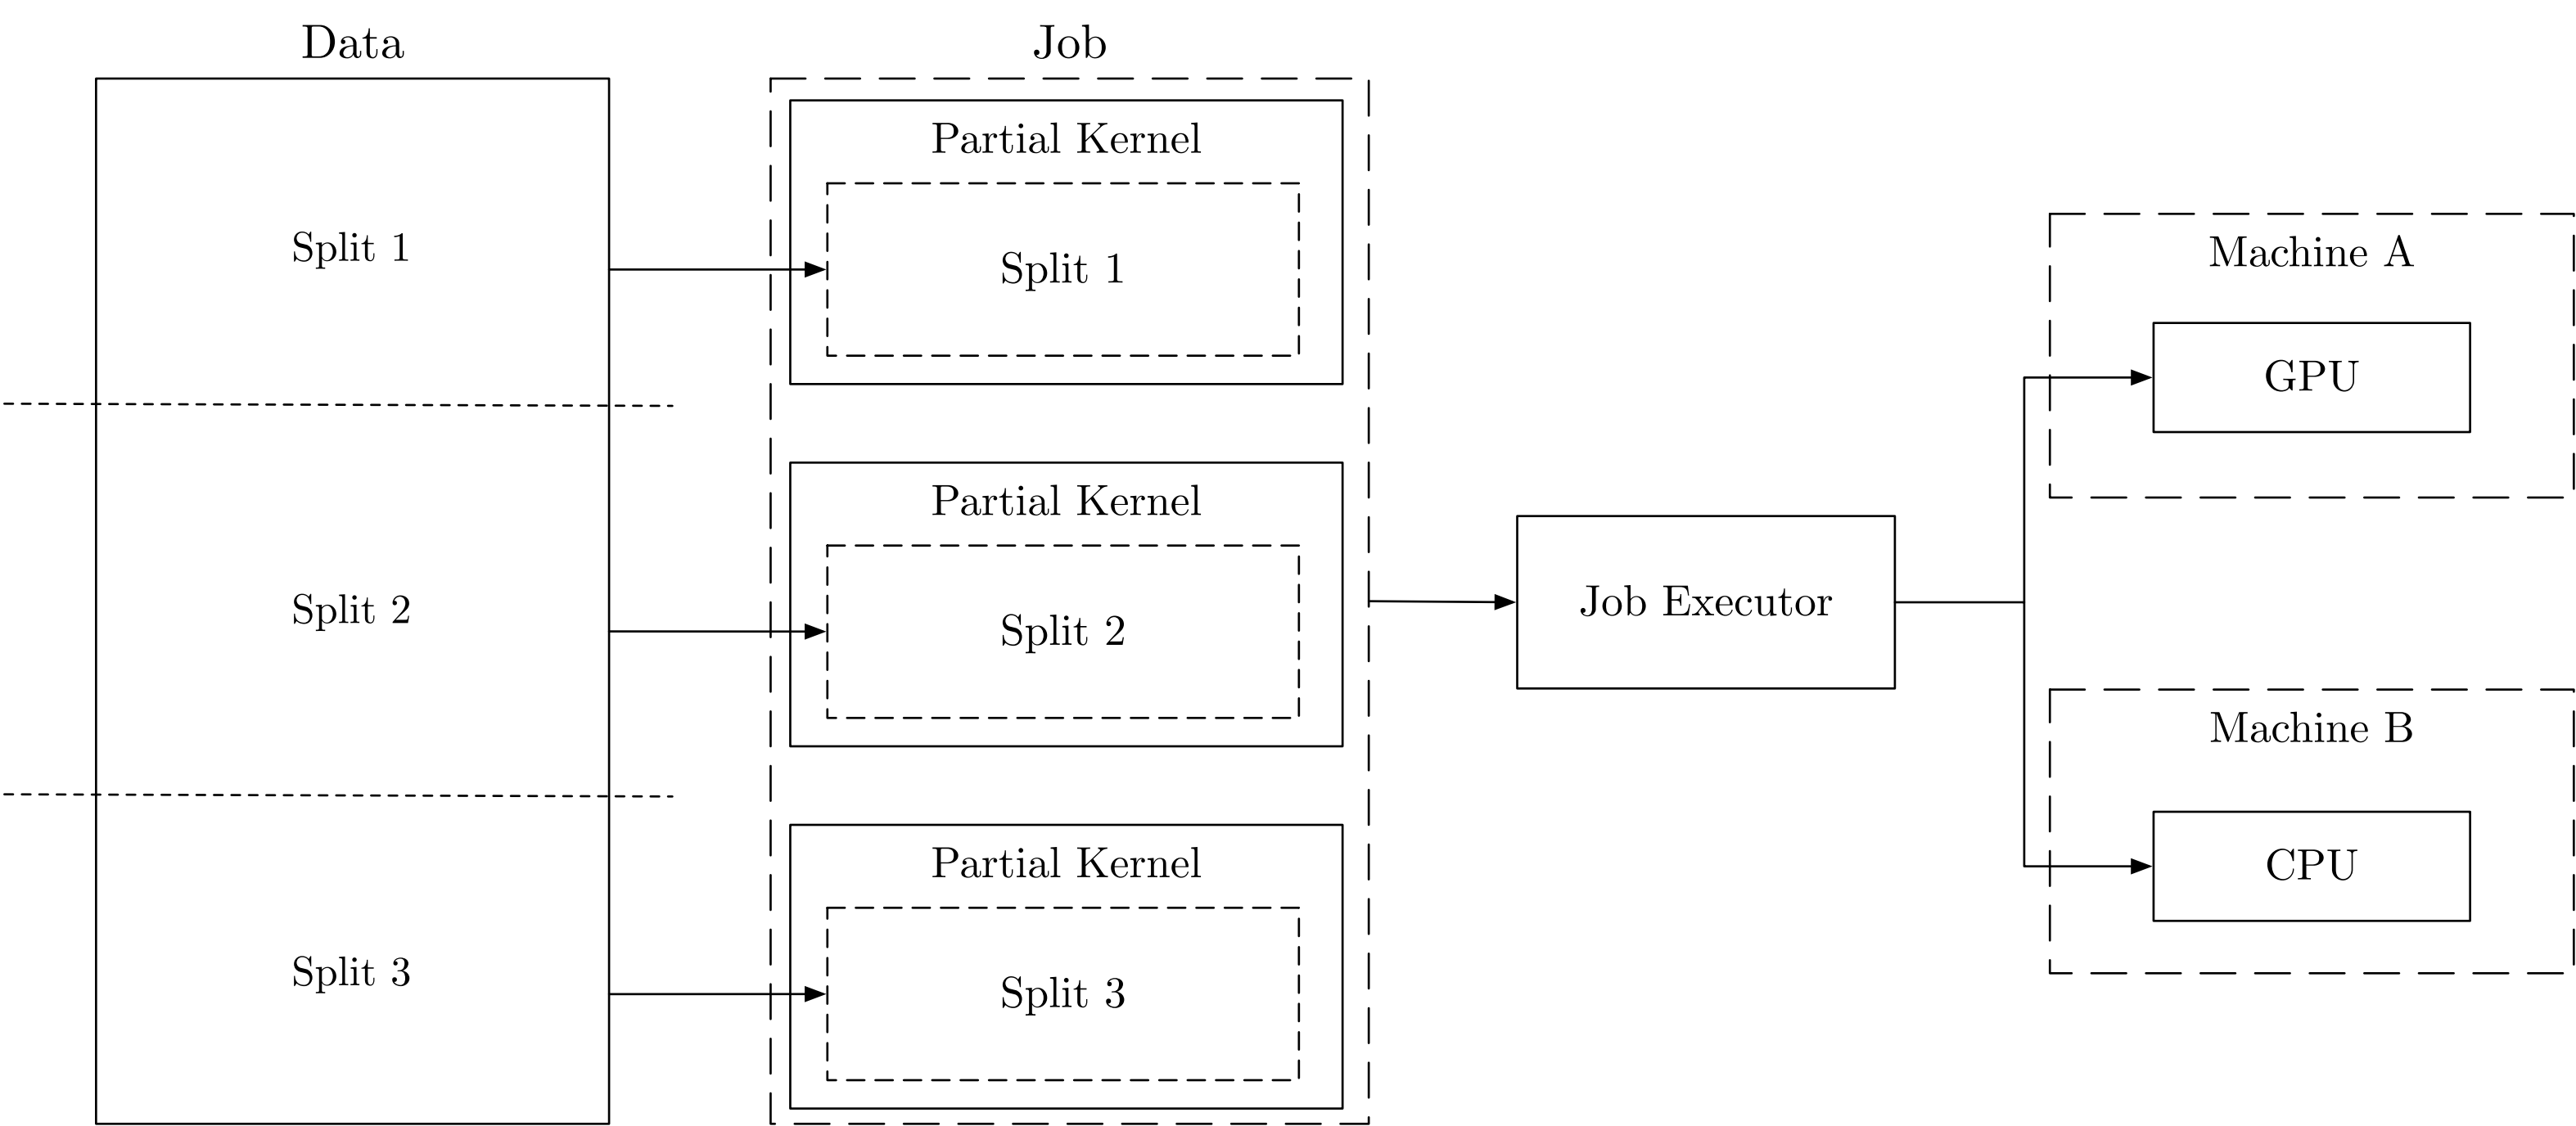 Data
Split 1
Split 2
Split 3
Job
Partial Kernel
Split 1
Partial Kernel
Split 2
Partial Kernel
Split 3
Job Executor
Machine A
GPU
Machine B
CPU